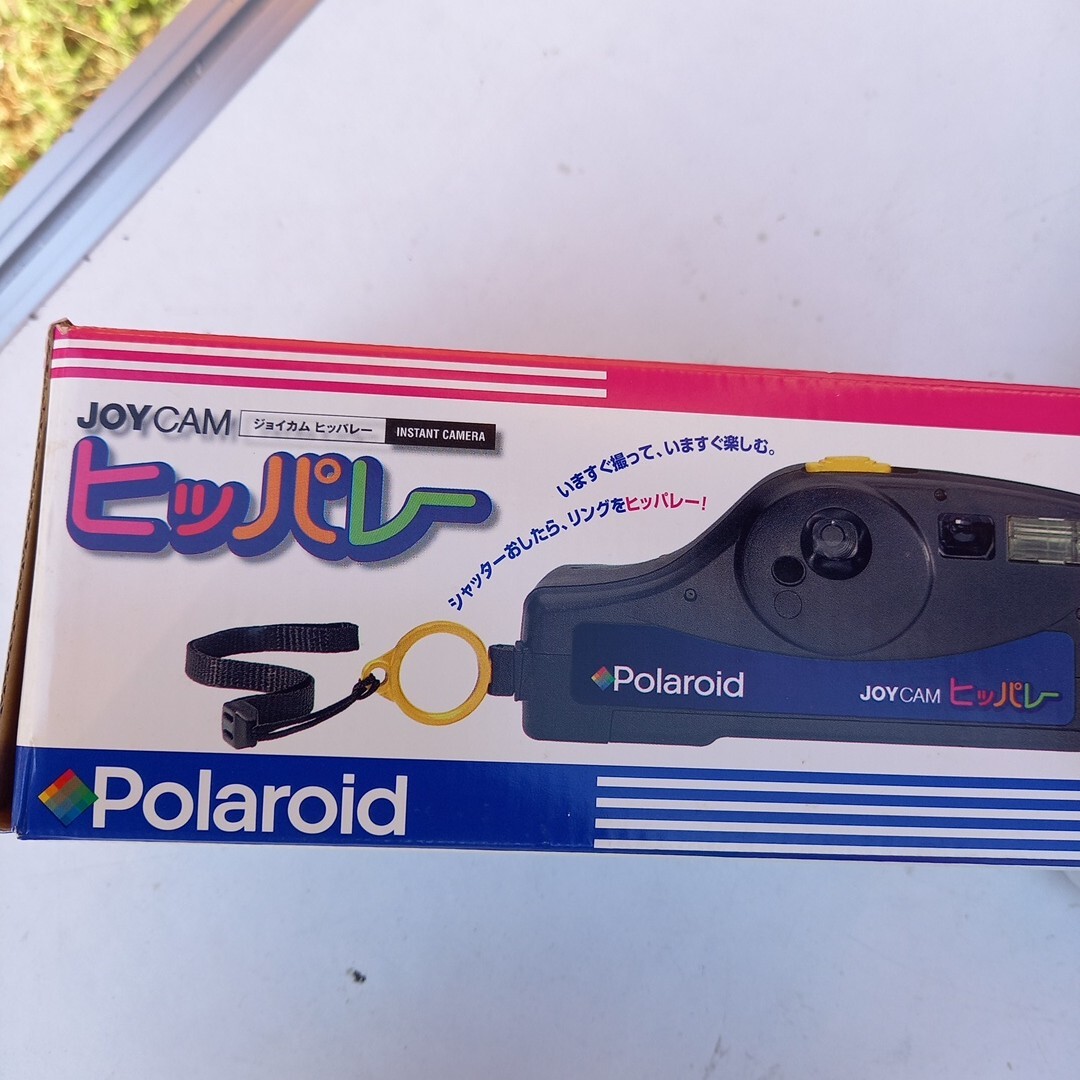 JOYCAM ジョイカム ヒッパレー INSTANT CAMERA
ヒッパレー
いますぐ撮って、いますぐ楽しむ。
シャッターおしたら、リングをヒッパレー!
Polaroid
JOYCAM ヒッパレー
Polaroid